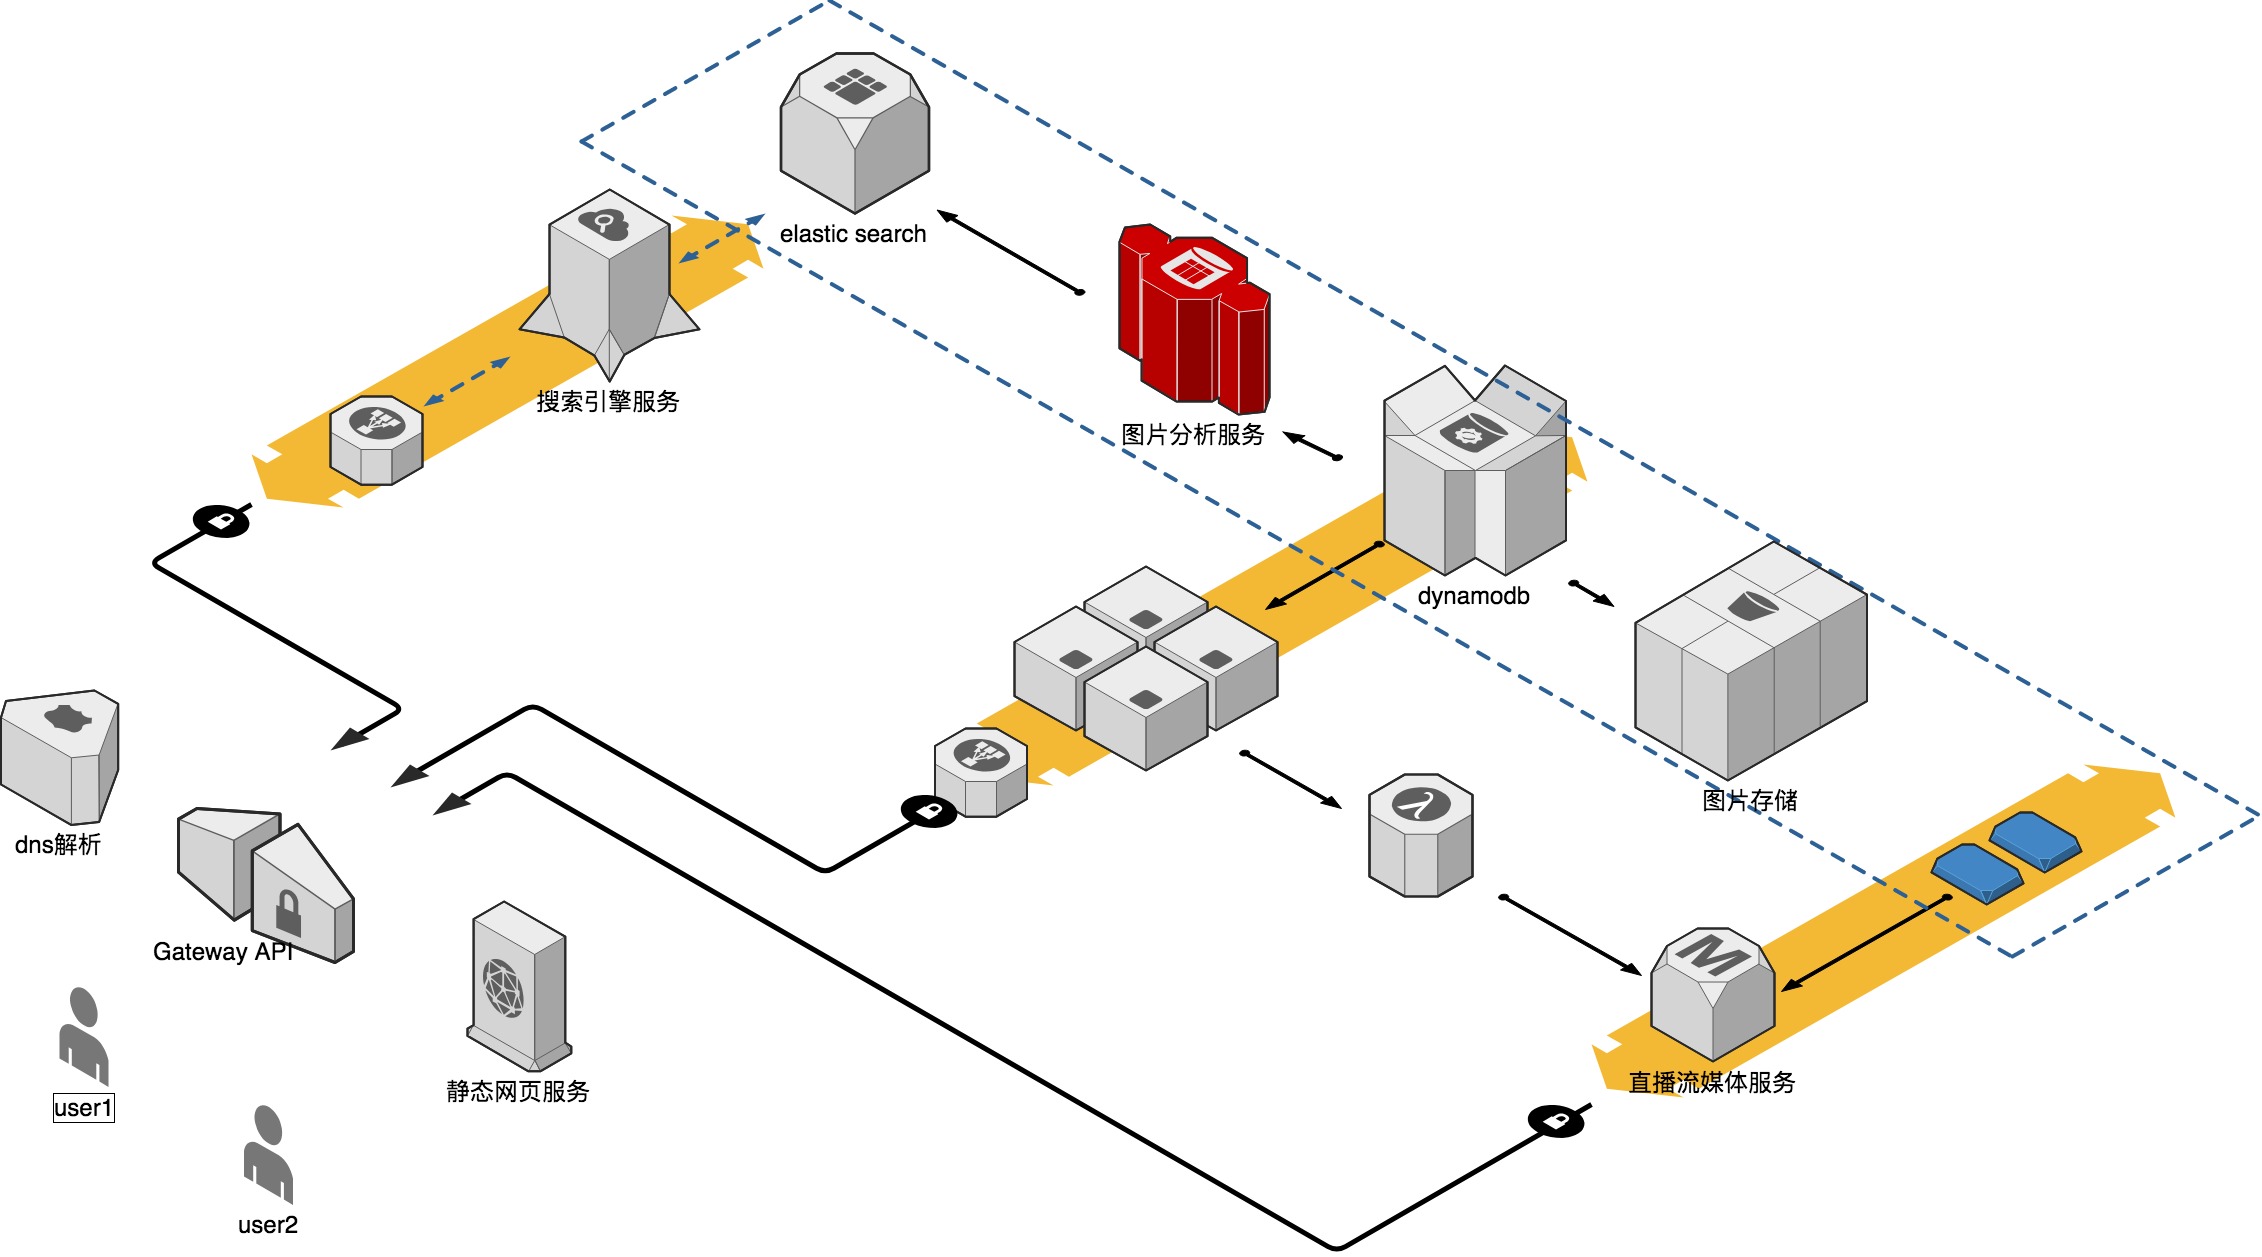 elastic search
搜索引擎服务
图片分析服务
dynamodb
图片存储
dns解析
Gateway API
静态网页服务
直播流媒体服务
user1
user2
λ
M